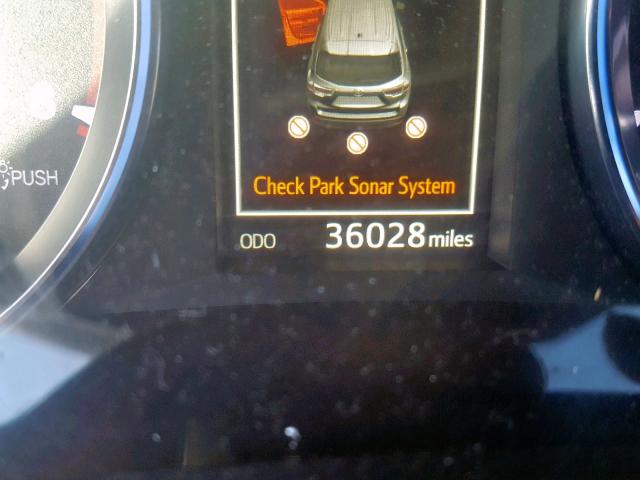 PUSH
Check Park Sonar System
ODO 36028 miles